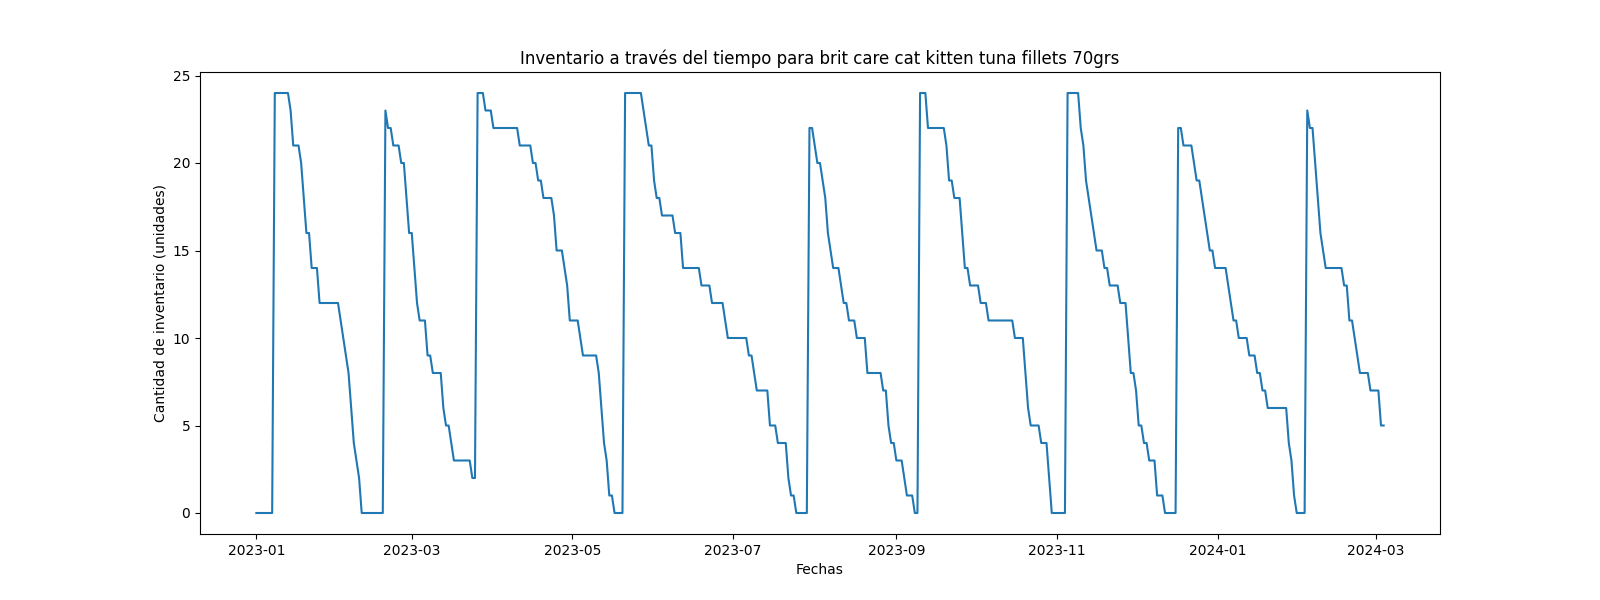 Inventario a través del tiempo para brit care cat kitten tuna fillets 70grs
Cantidad de inventario (unidades)
25
20
15
10
5
0
2023-01 2023-03 2023-05 2023-07 2023-09 2023-11 2024-01 2024-03
Fechas